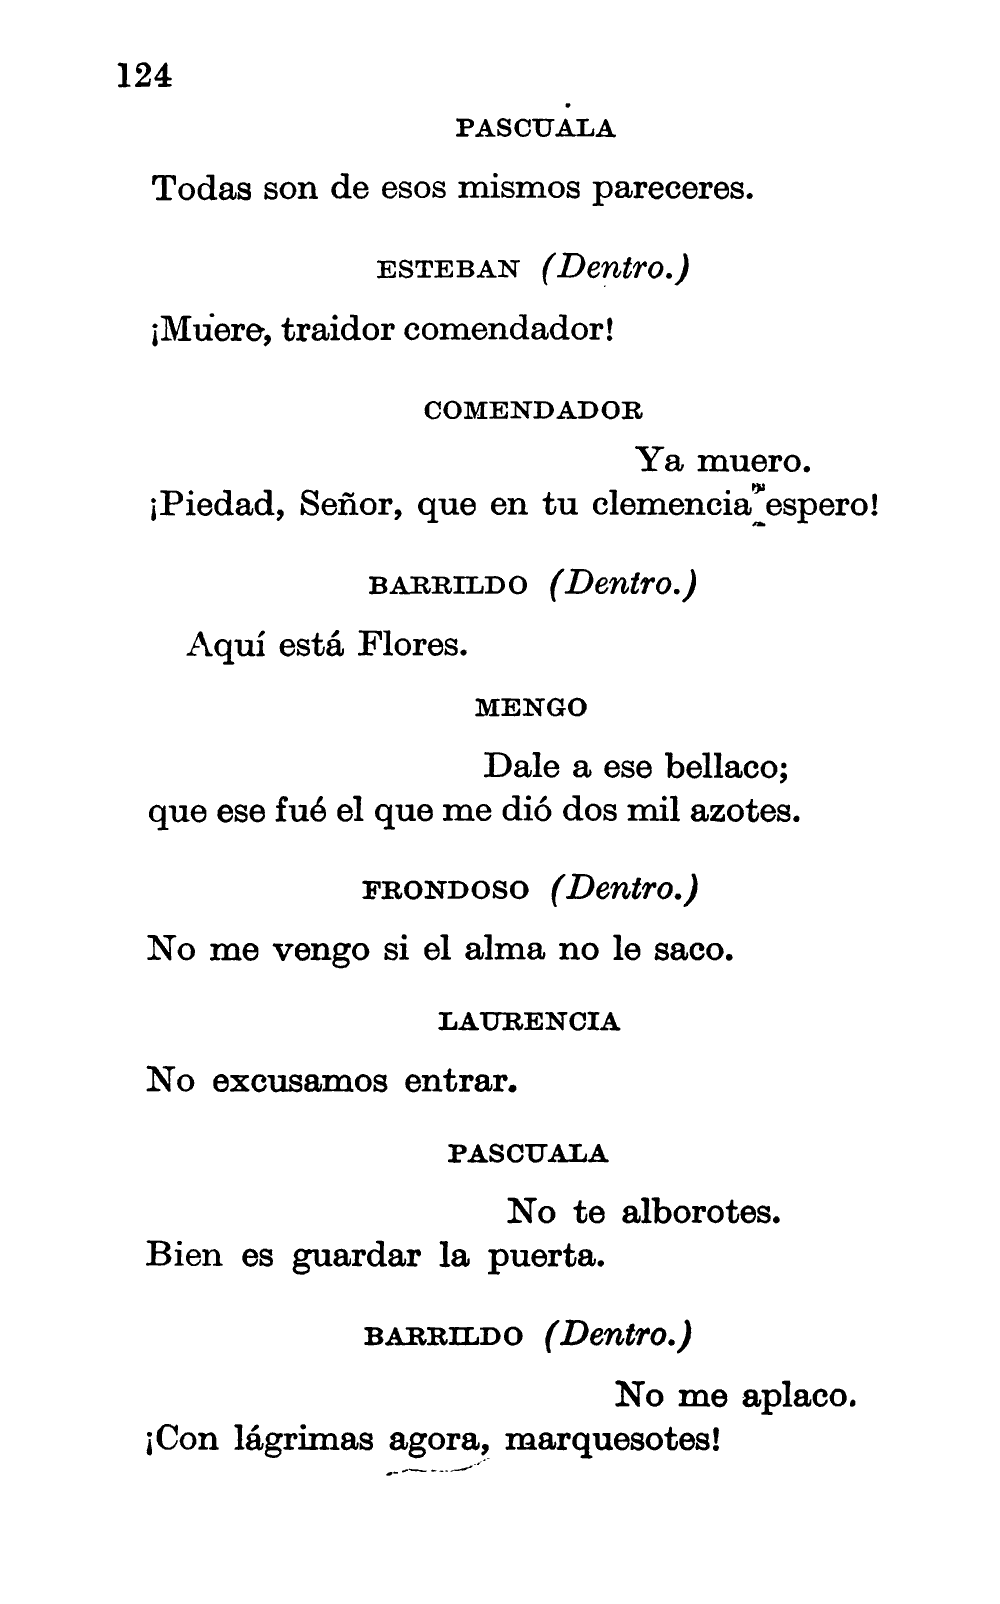 124
PASCUALA
Todas son de esos mismos pareceres.
ESTEBAN (Dentro.)
¡Muere, traidor comendador!
COMENDADOR
Ya muero.
¡Piedad, Señor, que en tu clemencia espero!
BARRILDO (Dentro.)
Aquí está Flores.
MENGO
Dale a ese bellaco;
que ese fué el que me dió dos mil azotes.
FRONDOSO (Dentro.)
No me vengo si el alma no le saco.
LAURENCIA
No excusamos entrar.
PASCUALA
No te alborotes.
Bien es guardar la puerta.
BARRILDO (Dentro.)
No me aplaco.
¡Con lágrimas agora, marquesotes!